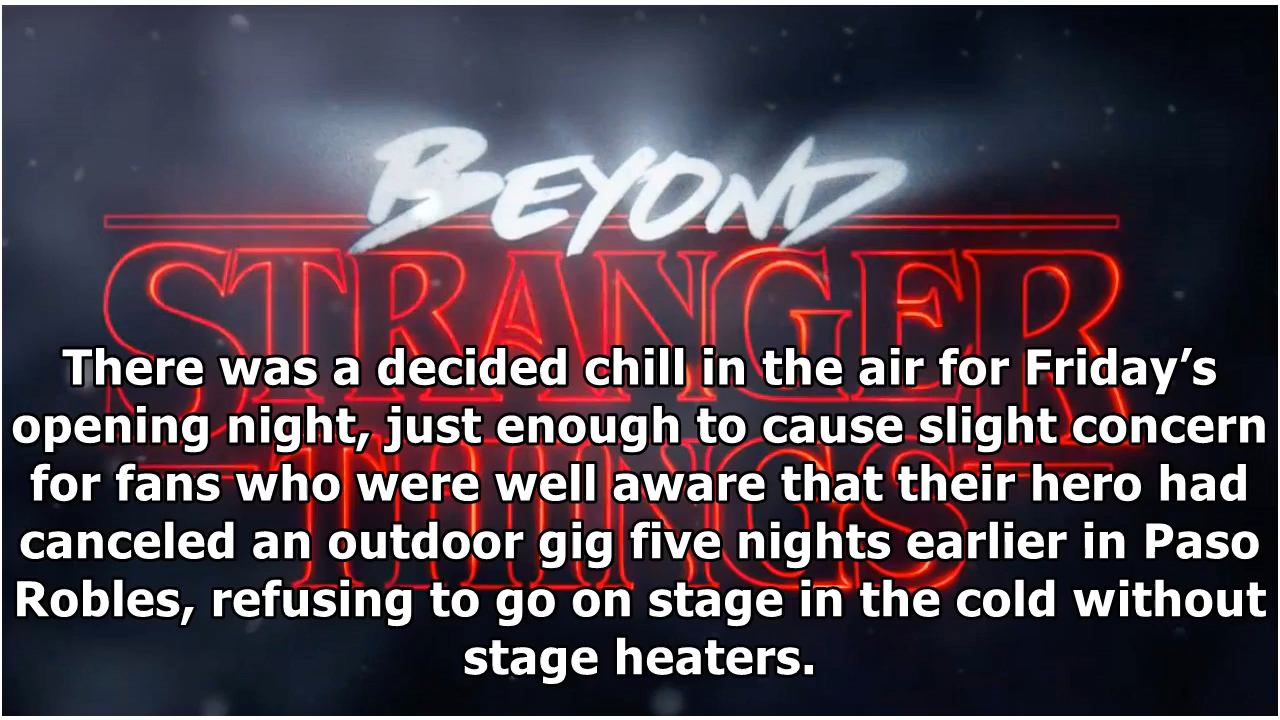 BEYOND
STRANGER
THINGS
There was a decided chill in the air for Friday’s
opening night, just enough to cause slight concern
for fans who were well aware that their hero had
canceled an outdoor gig five nights earlier in Paso
Robles, refusing to go on stage in the cold without
stage heaters.